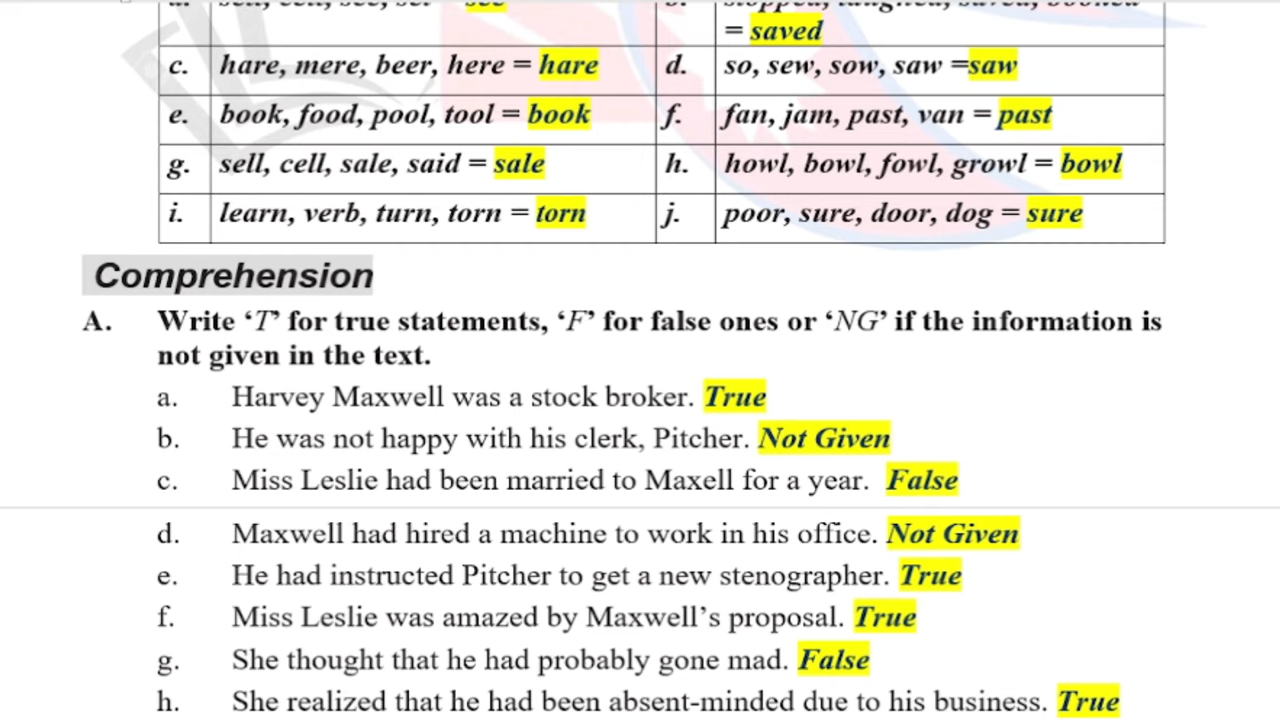 = saved
c. hare, mere, beer, here = hare d. so, sew, sow, saw =saw
e. book, food, pool, tool = book f. fan, jam, past, van = past
g. sell, cell, sale, said = sale h. howl, bowl, fowl, growl = bowl
i. learn, verb, turn, torn = torn j. poor, sure, door, dog = sure
Comprehension
A. Write ‘T’ for true statements, ‘F’ for false ones or ‘NG’ if the information is
not given in the text.
a. Harvey Maxwell was a stock broker. True
b. He was not happy with his clerk, Pitcher. Not Given
c. Miss Leslie had been married to Maxell for a year. False
d. Maxwell had hired a machine to work in his office. Not Given
e. He had instructed Pitcher to get a new stenographer. True
f. Miss Leslie was amazed by Maxwell’s proposal. True
g. She thought that he had probably gone mad. False
h. She realized that he had been absent-minded due to his business. True